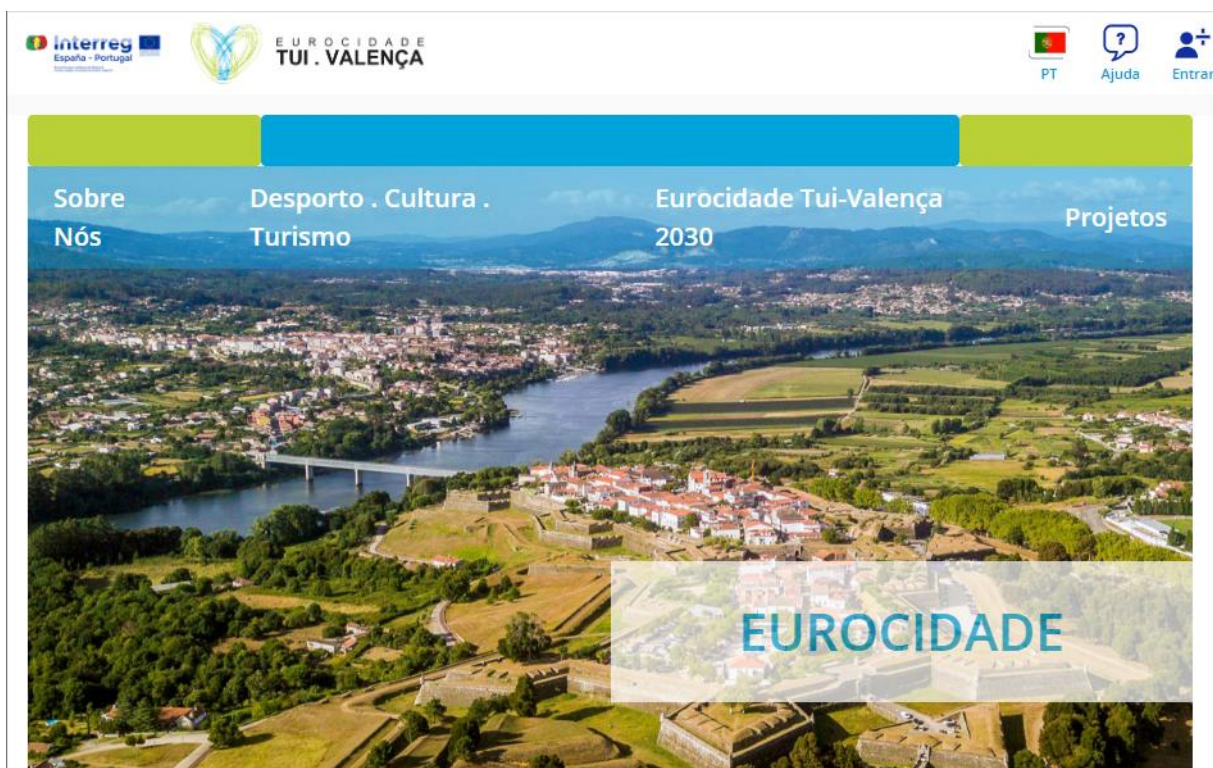 Interreg
España - Portugal
EUROCIDADE
TUI . VALENÇA
PT
Ajuda
Entrar
Sobre
Nós
Desporto . Cultura .
Turismo
Eurocidade Tui-Valença
2030
Projetos
EUROCIDADE